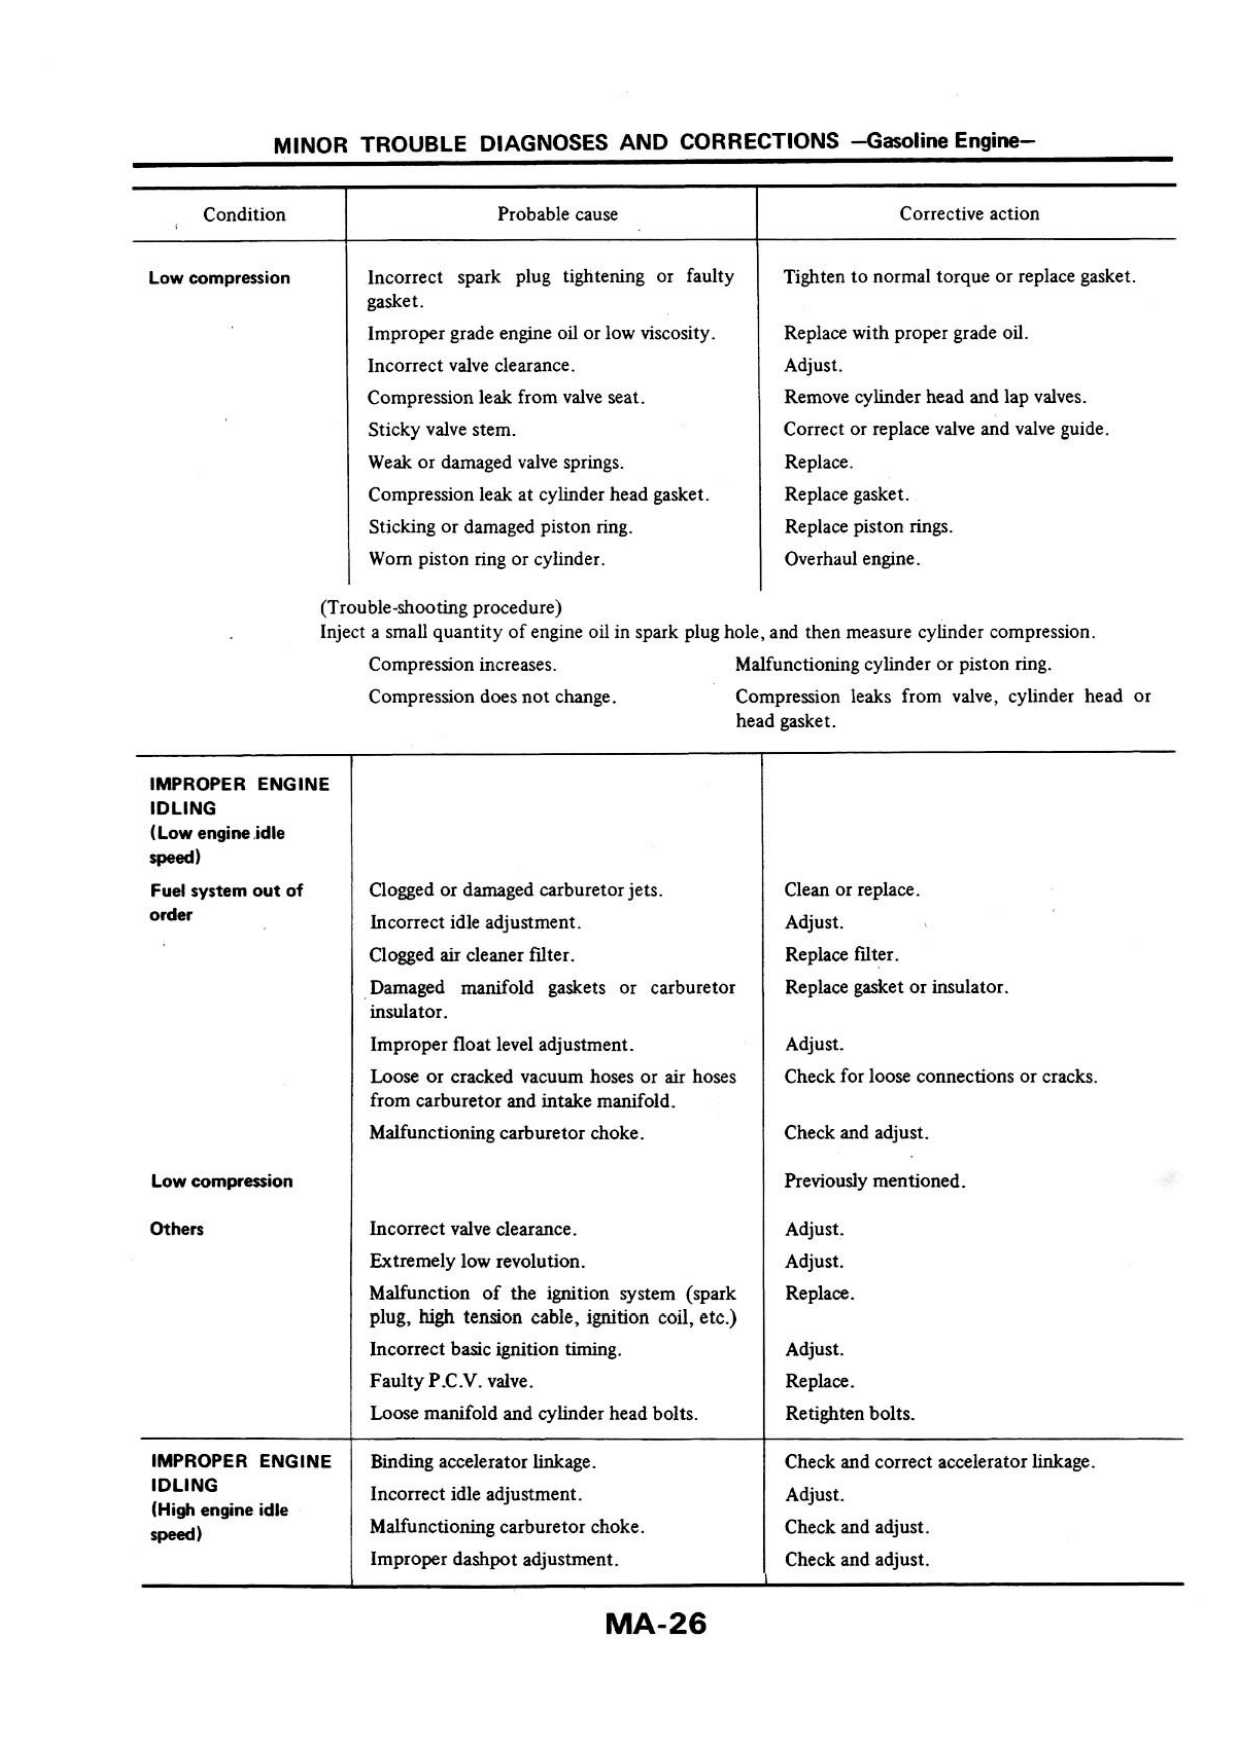 MINOR TROUBLE DIAGNOSES AND CORRECTIONS —Gasoline Engine—
Condition Probable cause Corrective action
Low compression Incorrect spark plug tightening or faulty Tighten to normal torque or replace gasket.
gasket.
Improper grade engine oil or low viscosity. Replace with proper grade oil.
Incorrect valve clearance. Adjust.
Compression leak from valve seat. Remove cylinder head and lap valves.
Sticky valve stem. Correct or replace valve and valve guide.
Weak or damaged valve springs. Replace.
Compression leak at cylinder head gasket. Replace gasket.
Sticking or damaged piston ring. Replace piston rings.
Worn piston ring or cylinder. Overhaul engine.
(Trouble-shooting procedure)
Inject a small quantity of engine oil in spark plug hole, and then measure cylinder compression.
Compression increases. Malfunctioning cylinder or piston ring.
Compression does not change. Compression leaks from valve, cylinder head or
head gasket.
IMPROPER ENGINE
IDLING
(Low engine idle
speed)
Fuel system out of Clogged or damaged carburetor jets. Clean or replace.
order
Incorrect idle adjustment. Adjust.
Clogged air cleaner filter. Replace filter.
Damaged manifold gaskets or carburetor Replace gasket or insulator.
insulator.
Improper float level adjustment. Adjust.
Loose or cracked vacuum hoses or air hoses Check for loose connections or cracks.
from carburetor and intake manifold.
Malfunctioning carburetor choke. Check and adjust.
Low compression Previously mentioned.
Others Incorrect valve clearance. Adjust.
Extremely low revolution. Adjust.
Malfunction of the ignition system (spark Replace.
plug, high tension cable, ignition coil, etc.)
Incorrect basic ignition timing. Adjust.
Faulty P.C.V. valve. Replace.
Loose manifold and cylinder head bolts. Retighten bolts.
IMPROPER ENGINE Binding accelerator linkage. Check and correct accelerator linkage.
IDLING Incorrect idle adjustment. Adjust.
(High engine idle Malfunctioning carburetor choke. Check and adjust.
speed)
Improper dashpot adjustment. Check and adjust.
MA-26